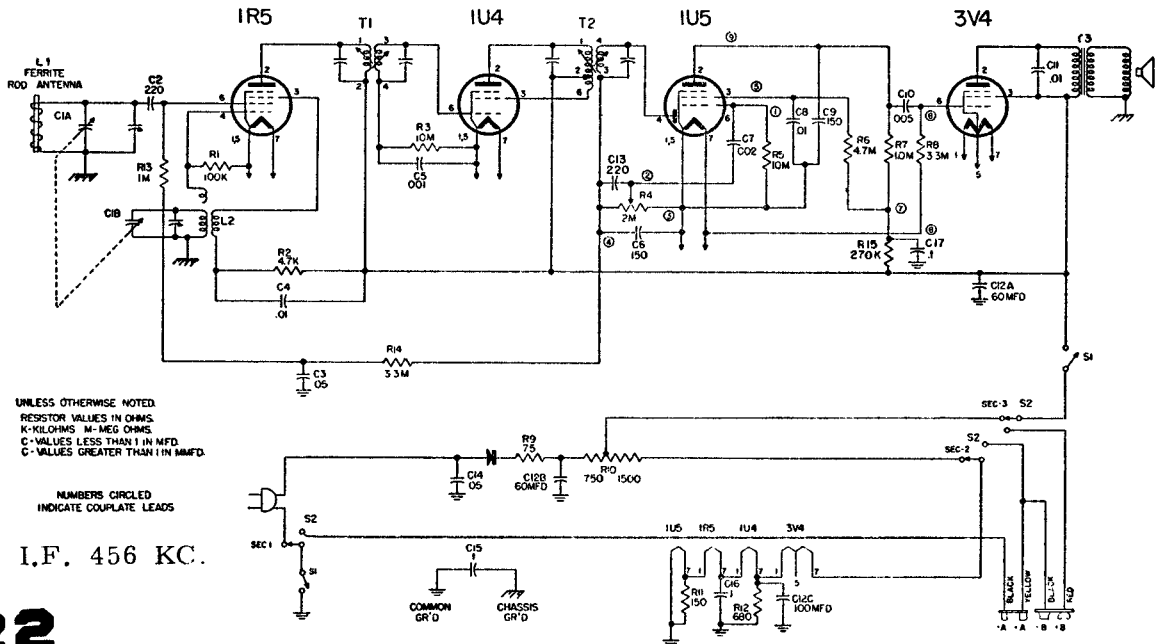 1R5
T1
1U4
T2
1U5
3V4
L1
FERRITE
ROD ANTENNA
C2
220
C1A
R13
1M
R1
100K
C1B
L2
R2
4.7K
C4
.01
R3
10M
C5
001
C13
220
R4
2M
C6
150
C7
C02
R5
10M
C8
.01
C9
150
R6
4.7M
R7
1.0M
C10
005
R8
3.3M
R15
270K
C17
.1
C11
.01
C12A
60MFD
R14
3.3M
C3
.05
S1
SEC-3 S2
S2
SEC-2
UNLESS OTHERWISE NOTED.
RESISTOR VALUES IN OHMS.
K-KILOHMS M-MEG OHMS.
C-VALUES LESS THAN 1 IN MFD.
C-VALUES GREATER THAN 1 IN MMFD.
NUMBERS CIRCLED
INDICATE COUPLATE LEADS
I.F. 456 KC.
C14
05
R9
75
C12B
60MFD
R10
750 1500
S2
SEC 1
S1
C15
COMMON
GR'D
CHASSIS
GR'D
1U5 1R5 1U4 3V4
R11
150
C16
.1
R12
680
C12C
100MFD
BLACK
YELLOW
BLACK
RED
-A +A -B +B
22